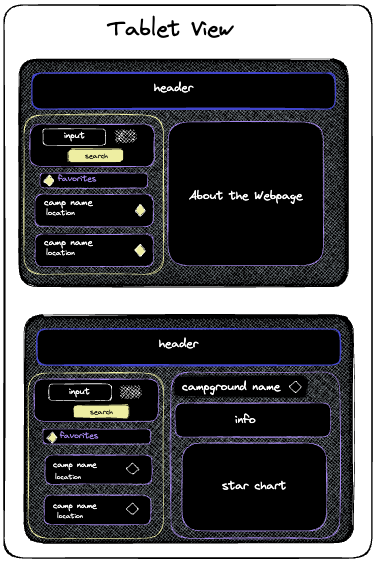 Tablet View
header
input
search
favorites
camp name
location
camp name
location
About the Webpage
header
input
search
favorites
camp name
location
camp name
location
campground name
info
star chart